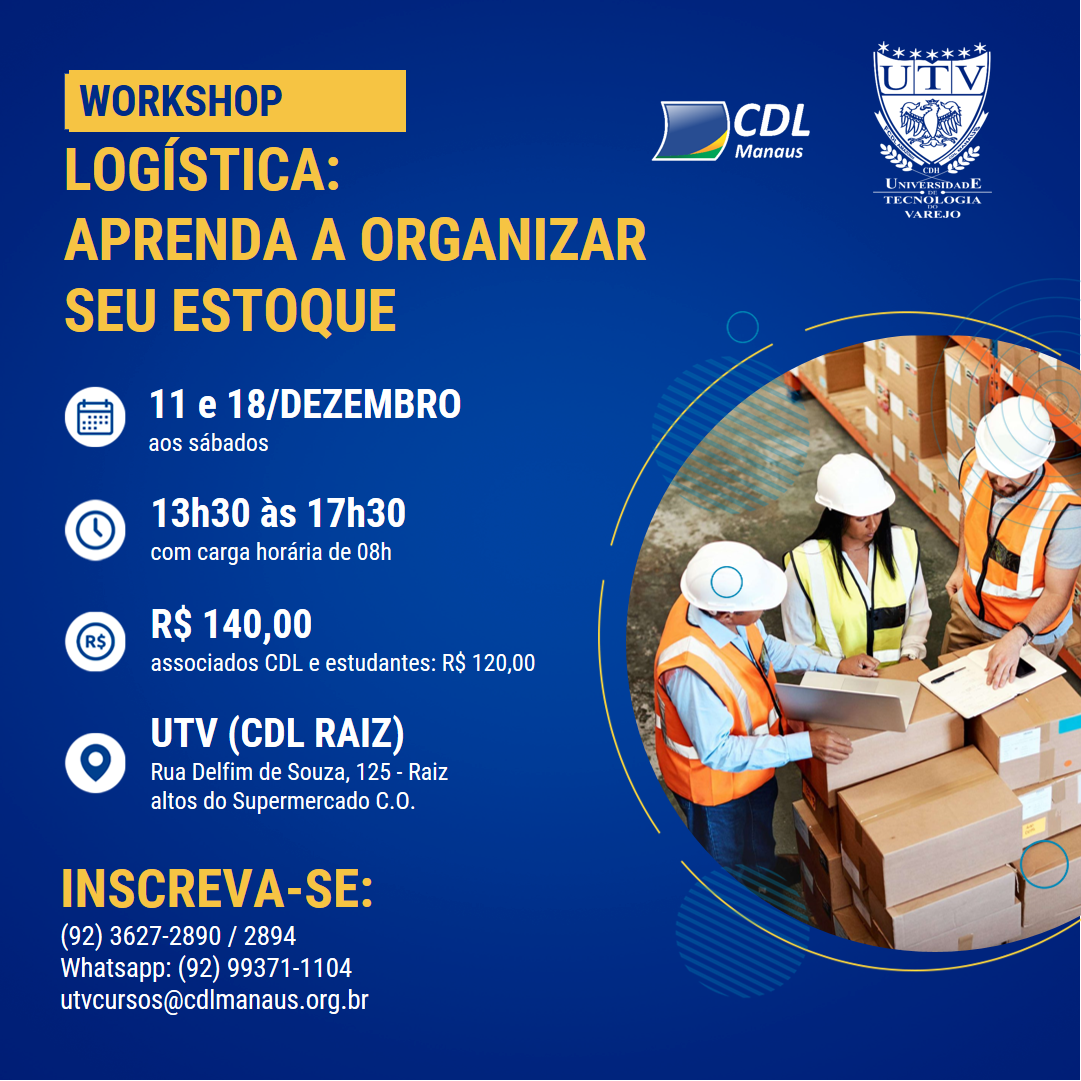 WORKSHOP
LOGÍSTICA:
APRENDA A ORGANIZAR
SEU ESTOQUE
CDL
Manaus
UTV
CDH
UNIVERSIDADE
DE
TECNOLOGIA
DO
VAREJO
11 e 18/DEZEMBRO
aos sábados
13h30 às 17h30
com carga horária de 08h
R$
R$ 140,00
associados CDL e estudantes: R$ 120,00
UTV (CDL RAIZ)
Rua Delfim de Souza, 125 - Raiz
altos do Supermercado C.O.
INSCREVA-SE:
(92) 3627-2890 / 2894
Whatsapp: (92) 99371-1104
utvcursos@cdlmanaus.org.br